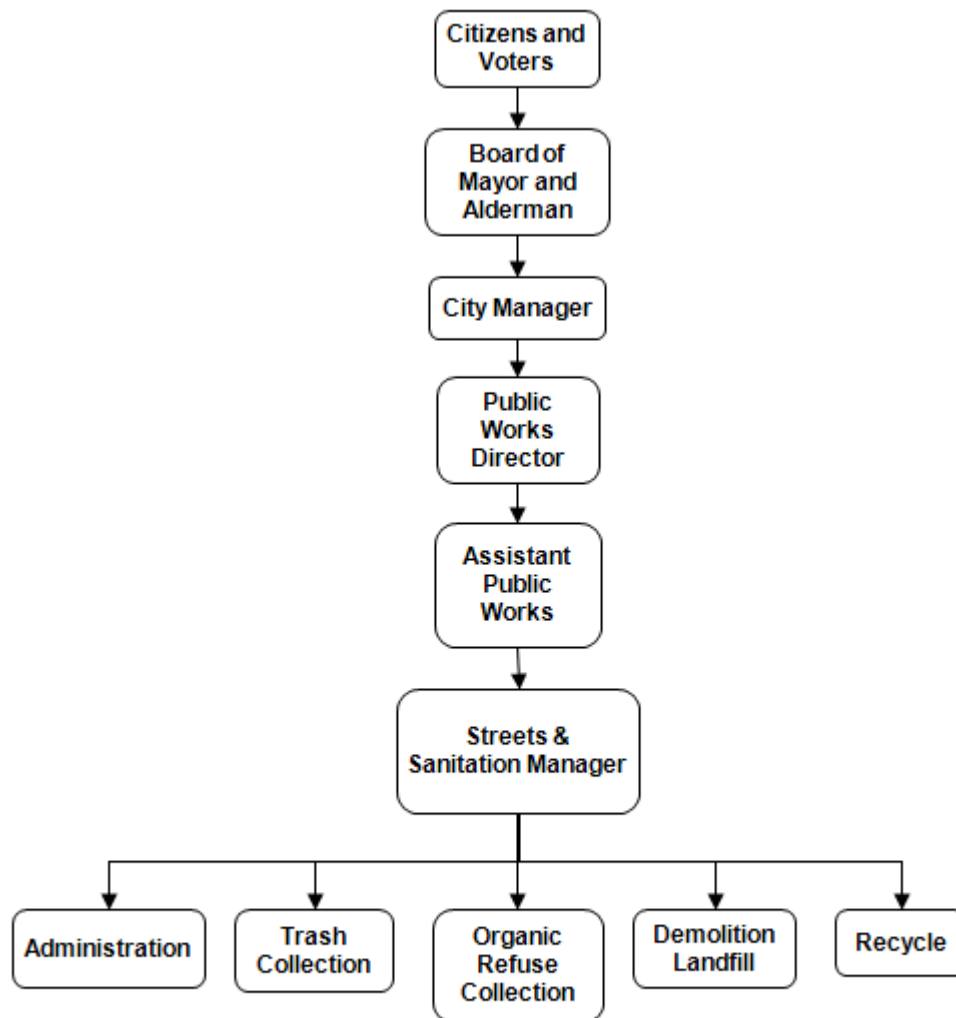 Citizens and
Voters
Board of
Mayor and
Alderman
City Manager
Public
Works
Director
Assistant
Public
Works
Streets &
Sanitation Manager
Administration
Trash
Collection
Organic
Refuse
Collection
Demolition
Landfill
Recycle